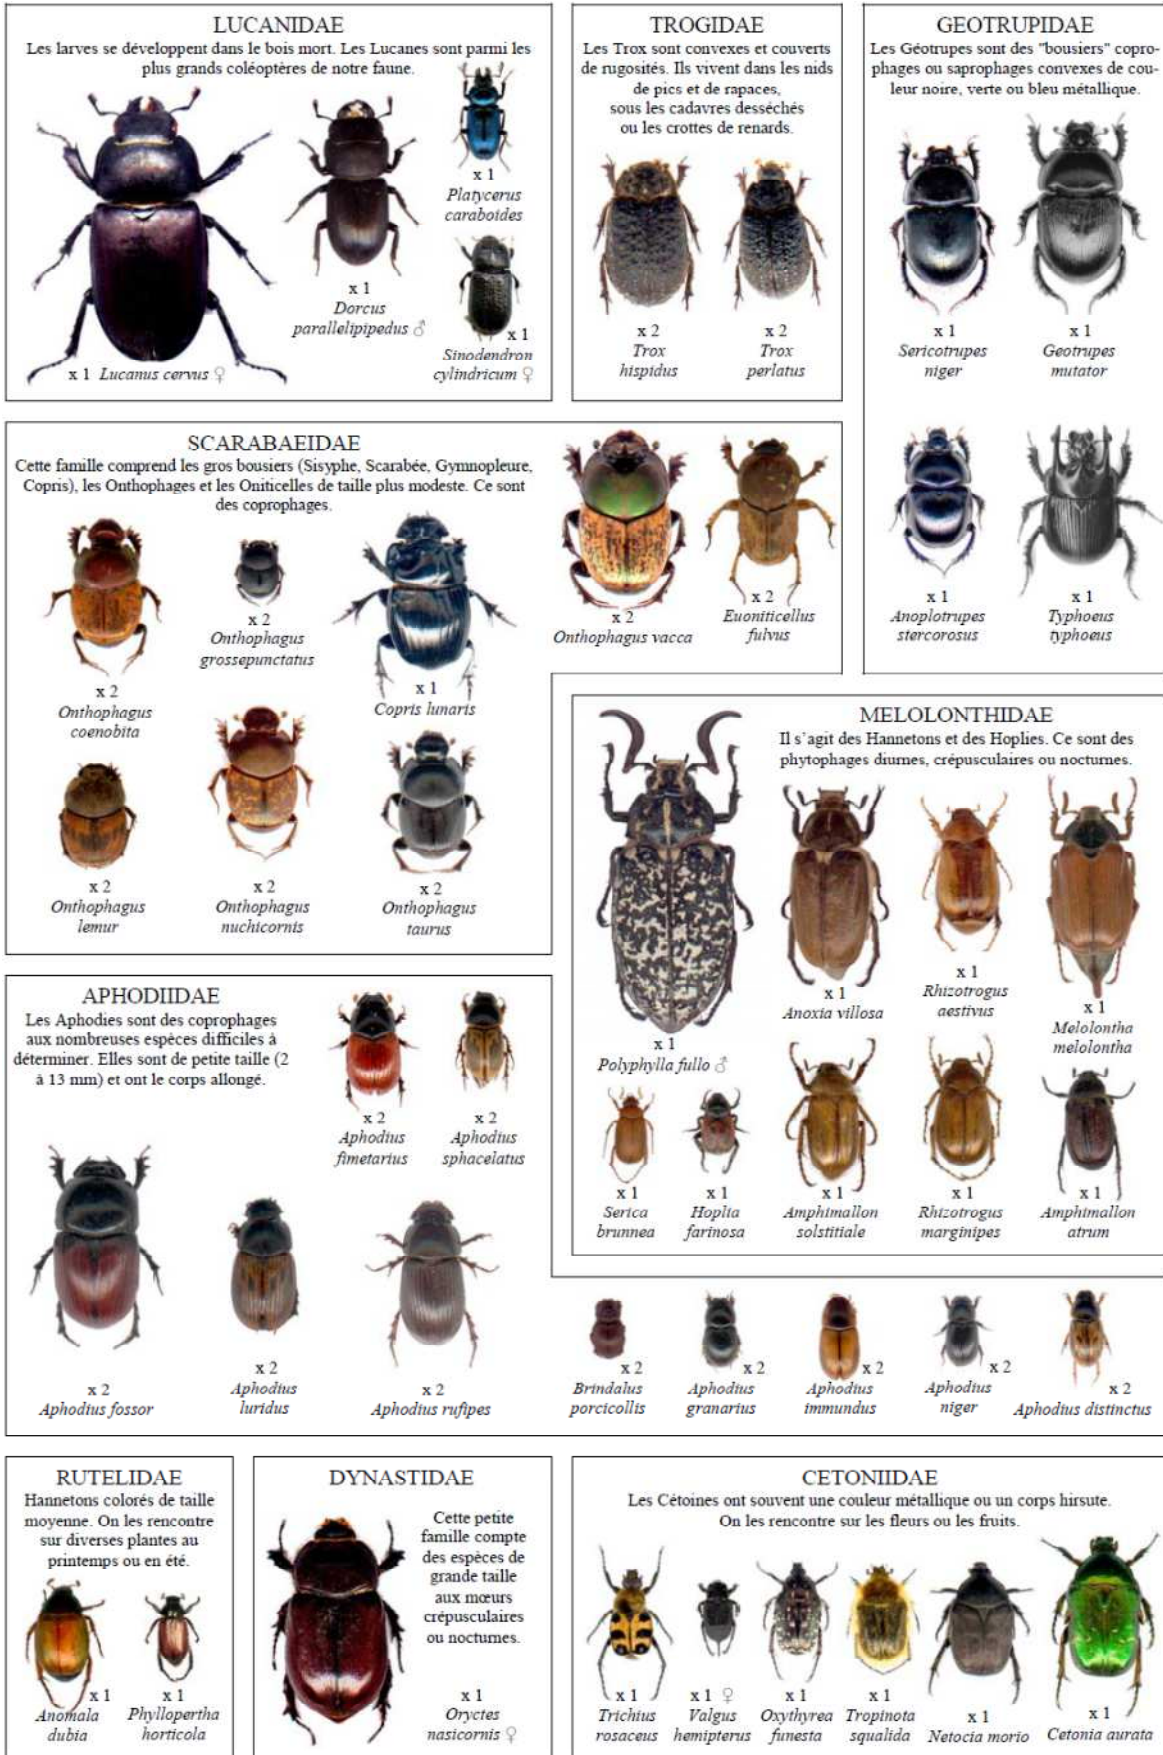 LUCANIDAE
Les larves se développent dans le bois mort. Les Lucanes sont parmi les
plus grands coléoptères de notre faune.
x 1
Platycerus
caraboides
x 1
Dorcus
parallelipipedus ♂
x 1
Sinodendron
cylindricum ♀
x 1 Lucanus cervus ♀
TROGIDAE
Les Trox sont convexes et couverts
de rugosités. Ils vivent dans les nids
de pics et de rapaces,
sous les cadavres desséchés
ou les crottes de renards.
x 2
Trox
hispidus
x 2
Trox
perlatus
GEOTRUPIDAE
Les Géotrupes sont des "bousiers" copro-
phages ou saprophages convexes de cou-
leur noire, verte ou bleu métallique.
x 1
Sericotrupes
niger
x 1
Geotrupes
mutator
x 1
Anoplotrupes
stercorosus
x 1
Typhoeus
typhoeus
SCARABAEIDAE
Cette famille comprend les gros bousiers (Sisyphe, Scarabée, Gymnopleure,
Copris), les Onthophages et les Oniticelles de taille plus modeste. Ce sont
des coprophages.
x 2
Onthophagus
coenobita
x 2
Onthophagus
grossepunctatus
x 1
Copris lunaris
x 2
Onthophagus vacca
x 2
Euoniticellus
fulvus
x 2
Onthophagus
lemur
x 2
Onthophagus
nuchicornis
x 2
Onthophagus
taurus
MELOLONTHIDAE
Il s'agit des Hannetons et des Hoplies. Ce sont des
phytophages diurnes, crépusculaires ou nocturnes.
x 1
Polyphylla fullo ♂
x 1
Anoxia villosa
x 1
Rhizotrogus
aestivus
x 1
Melolontha
melolontha
x 1
Serica
brunnea
x 1
Hoplia
farinosa
x 1
Amphimallon
solstitiale
x 1
Rhizotrogus
marginipes
x 1
Amphimallon
atrum
APHODIIDAE
Les Aphodies sont des coprophages
aux nombreuses espèces difficiles à
déterminer. Elles sont de petite taille (2
à 13 mm) et ont le corps allongé.
x 2
Aphodius
fimetarius
x 2
Aphodius
sphacelatus
x 2
Aphodius fossor
x 2
Aphodius
luridus
x 2
Aphodius rufipes
x 2
Brindalus
porcicollis
x 2
Aphodius
granarius
x 2
Aphodius
immundus
x 2
Aphodius
niger
x 2
Aphodius distinctus
RUTELIDAE
Hannetons colorés de taille
moyenne. On les rencontre
sur diverses plantes au
printemps ou en été.
x 1
Anomala
dubia
x 1
Phyllopertha
horticola
DYNASTIDAE
Cette petite
famille compte
des espèces de
grande taille
aux mœurs
crépusculaires
ou nocturnes.
x 1
Oryctes
nasicornis ♀
CETONIIDAE
Les Cétoines ont souvent une couleur métallique ou un corps hirsute.
On les rencontre sur les fleurs ou les fruits.
x 1
Trichius
rosaceus
x 1 ♀
Valgus
hemipterus
x 1
Oxythyrea
funesta
x 1
Tropinota
squalida
x 1
Netocia morio
x 1
Cetonia aurata